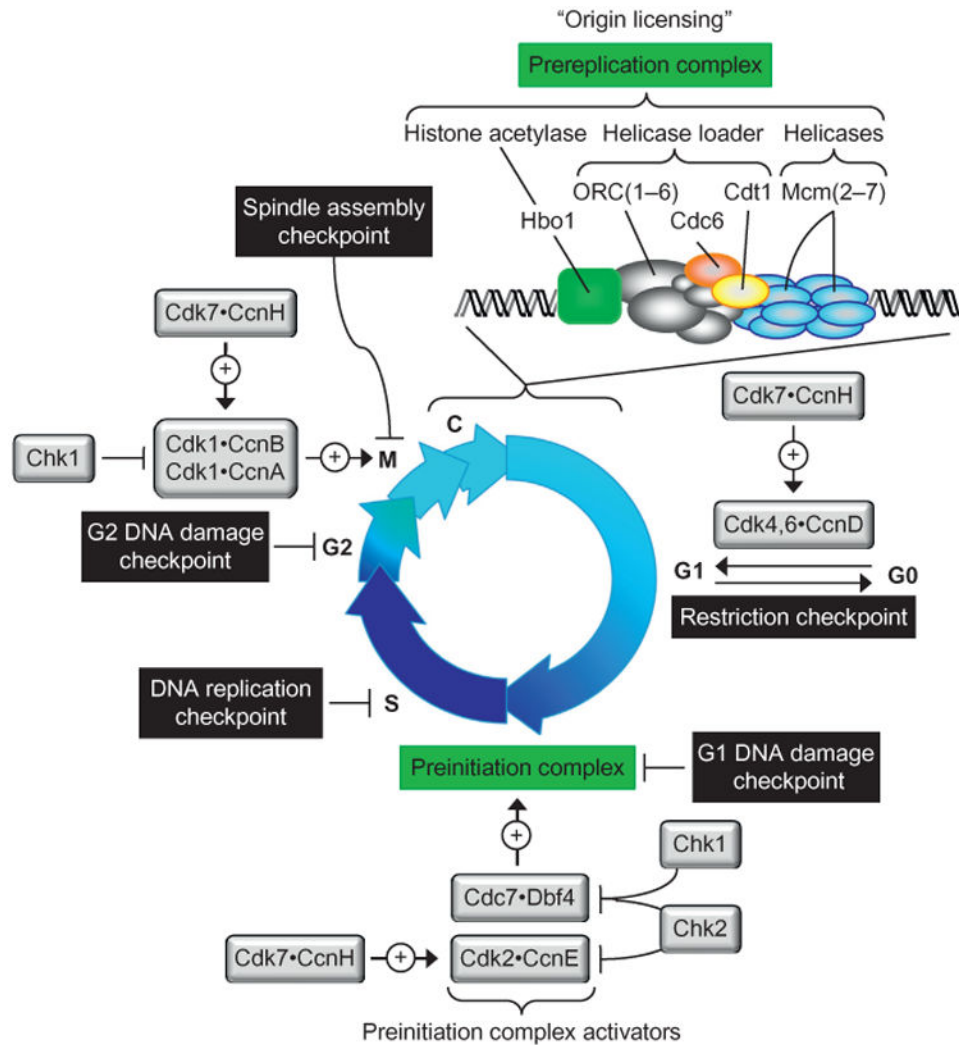 “Origin licensing”
Prereplication complex
Histone acetylase Helicase loader Helicases
ORC(1–6) Cdt1 Mcm(2–7)
Hbo1 Cdc6
Spindle assembly
checkpoint
Cdk7•CcnH
Chk1
Cdk1•CcnB
Cdk1•CcnA
+
+
M
C
Cdk7•CcnH
+
Cdk4,6•CcnD
G1 G0
Restriction checkpoint
G2 DNA damage
checkpoint
G2
DNA replication
checkpoint
S
Preinitiation complex
G1 DNA damage
checkpoint
+
Chk1
Cdc7•Dbf4
Chk2
Cdk7•CcnH + Cdk2•CcnE
Preinitiation complex activators